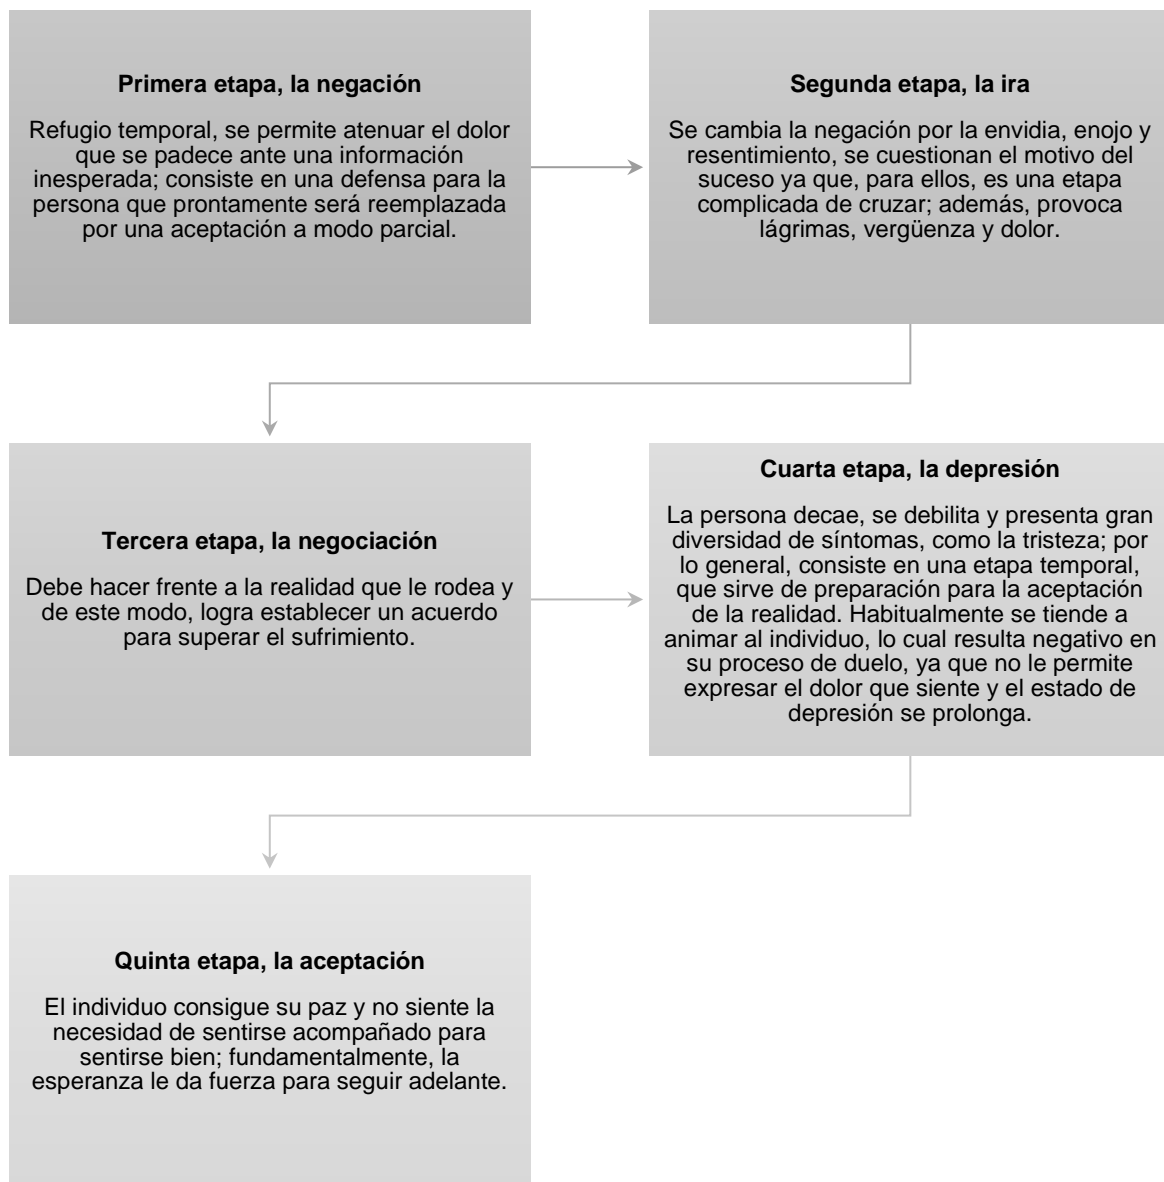 Primera etapa, la negación
Refugio temporal, se permite atenuar el dolor
que se padece ante una información
inesperada; consiste en una defensa para la
persona que prontamente será reemplazada
por una aceptación a modo parcial.
Segunda etapa, la ira
Se cambia la negación por la envidia, enojo y
resentimiento, se cuestionan el motivo del
suceso ya que, para ellos, es una etapa
complicada de cruzar; además, provoca
lágrimas, vergüenza y dolor.
Tercera etapa, la negociación
Debe hacer frente a la realidad que le rodea y
de este modo, logra establecer un acuerdo
para superar el sufrimiento.
Cuarta etapa, la depresión
La persona decae, se debilita y presenta gran
diversidad de síntomas, como la tristeza; por
lo general, consiste en una etapa temporal,
que sirve de preparación para la aceptación
de la realidad. Habitualmente se tiende a
animar al individuo, lo cual resulta negativo en
su proceso de duelo, ya que no le permite
expresar el dolor que siente y el estado de
depresión se prolonga.
Quinta etapa, la aceptación
El individuo consigue su paz y no siente la
necesidad de sentirse acompañado para
sentirse bien; fundamentalmente, la
esperanza le da fuerza para seguir adelante.